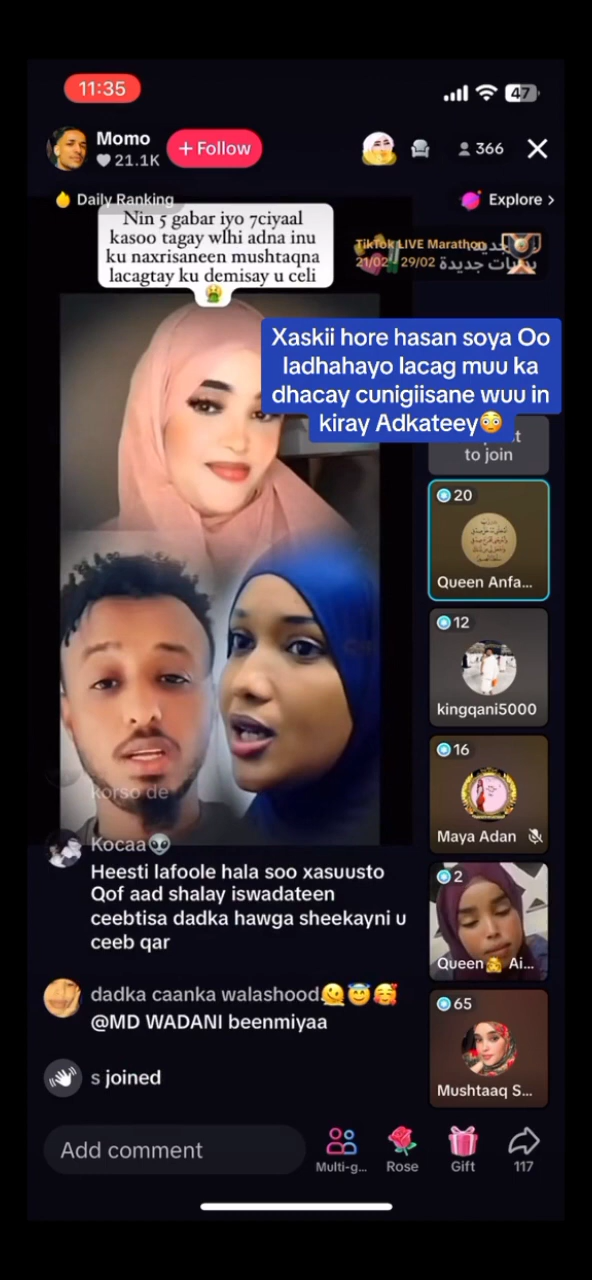 11:35
47
Momo
21.1K
+ Follow
366
Daily Ranking
Explore >
Nin 5 gabar iyo 7ciyaal
kasoo tagay wlhi adna inu
ku naxrisaneen mushtaqna
lacagtay ku demisay u celi
🤮
TikTok LIVE Marathon
21/02 - 29/02
جديدة
Xaskii hore hasan soya Oo
ladhahayo lacag muu ka
dhacay cunigiisane wuu in
kiray Adkateey😳
to join
20
Queen Anfa...
12
kingqani5000
16
Maya Adan
2
Queen👸 Ai...
65
Mushtaaq S...
korso de
Kocaa👽
Heesti lafoole hala soo xasuusto
Qof aad shalay iswadateen
ceebtisa dadka hawga sheekayni u
ceeb qar
dadka caanka walashood🫠😇🥰
@MD WADANI beenmiyaa
s joined
Add comment
Multi-g...
Rose
Gift
117